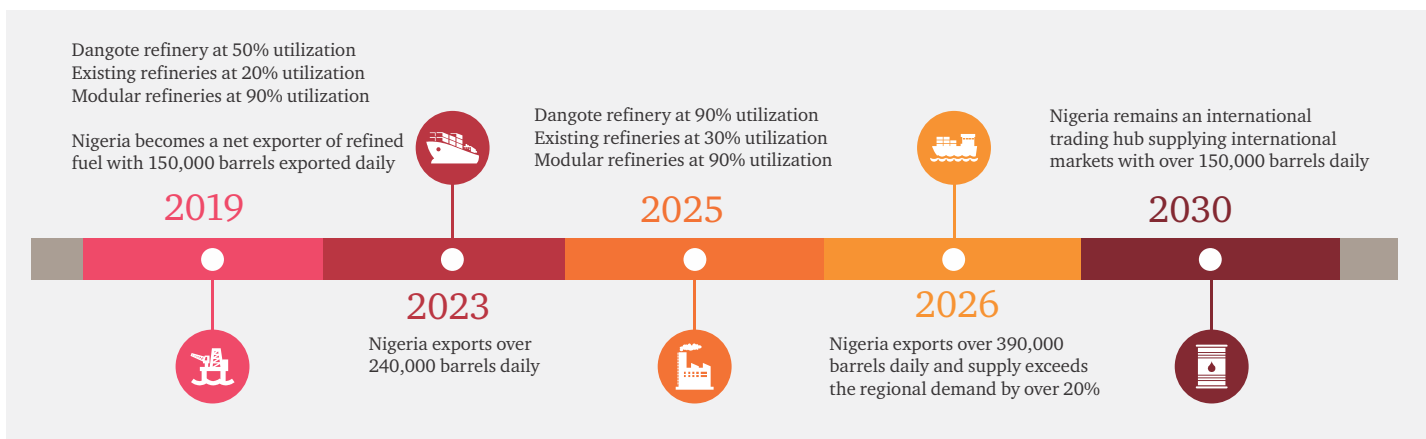 Dangote refinery at 50% utilization
Existing refineries at 20% utilization
Modular refineries at 90% utilization
Nigeria becomes a net exporter of refined
fuel with 150,000 barrels exported daily
2019
2023
Nigeria exports over
240,000 barrels daily
Dangote refinery at 90% utilization
Existing refineries at 30% utilization
Modular refineries at 90% utilization
2025
2026
Nigeria exports over 390,000
barrels daily and supply exceeds
the regional demand by over 20%
Nigeria remains an international
trading hub supplying international
markets with over 150,000 barrels daily
2030